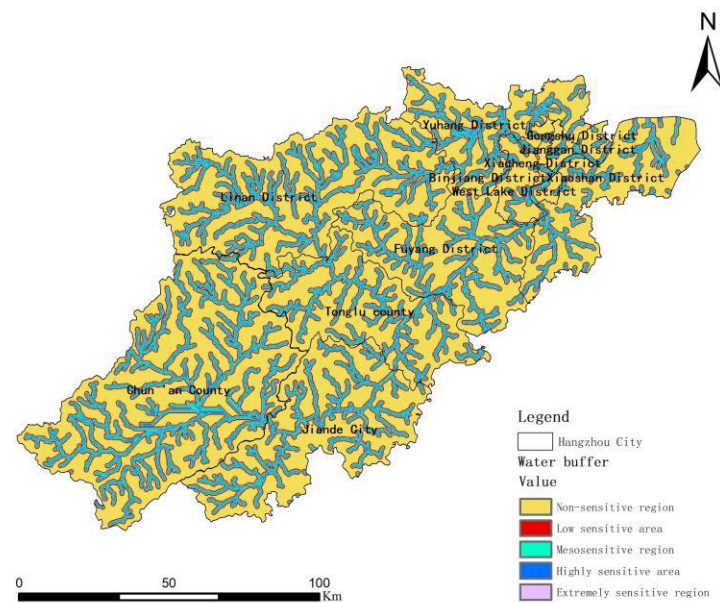 N
Yuhang District
Gongshu District
Jianggan District
Xiacheng District
Binjiang District Xiaoshan District
West Lake District
Linan District
Fuyang District
Tonglu county
Chun 'an County
Jiande City
Legend
Hangzhou City
Water buffer
Value
Non-sensitive region
Low sensitive area
Mesosensitive region
Highly sensitive area
Extremely sensitive region
0 50 100
Km